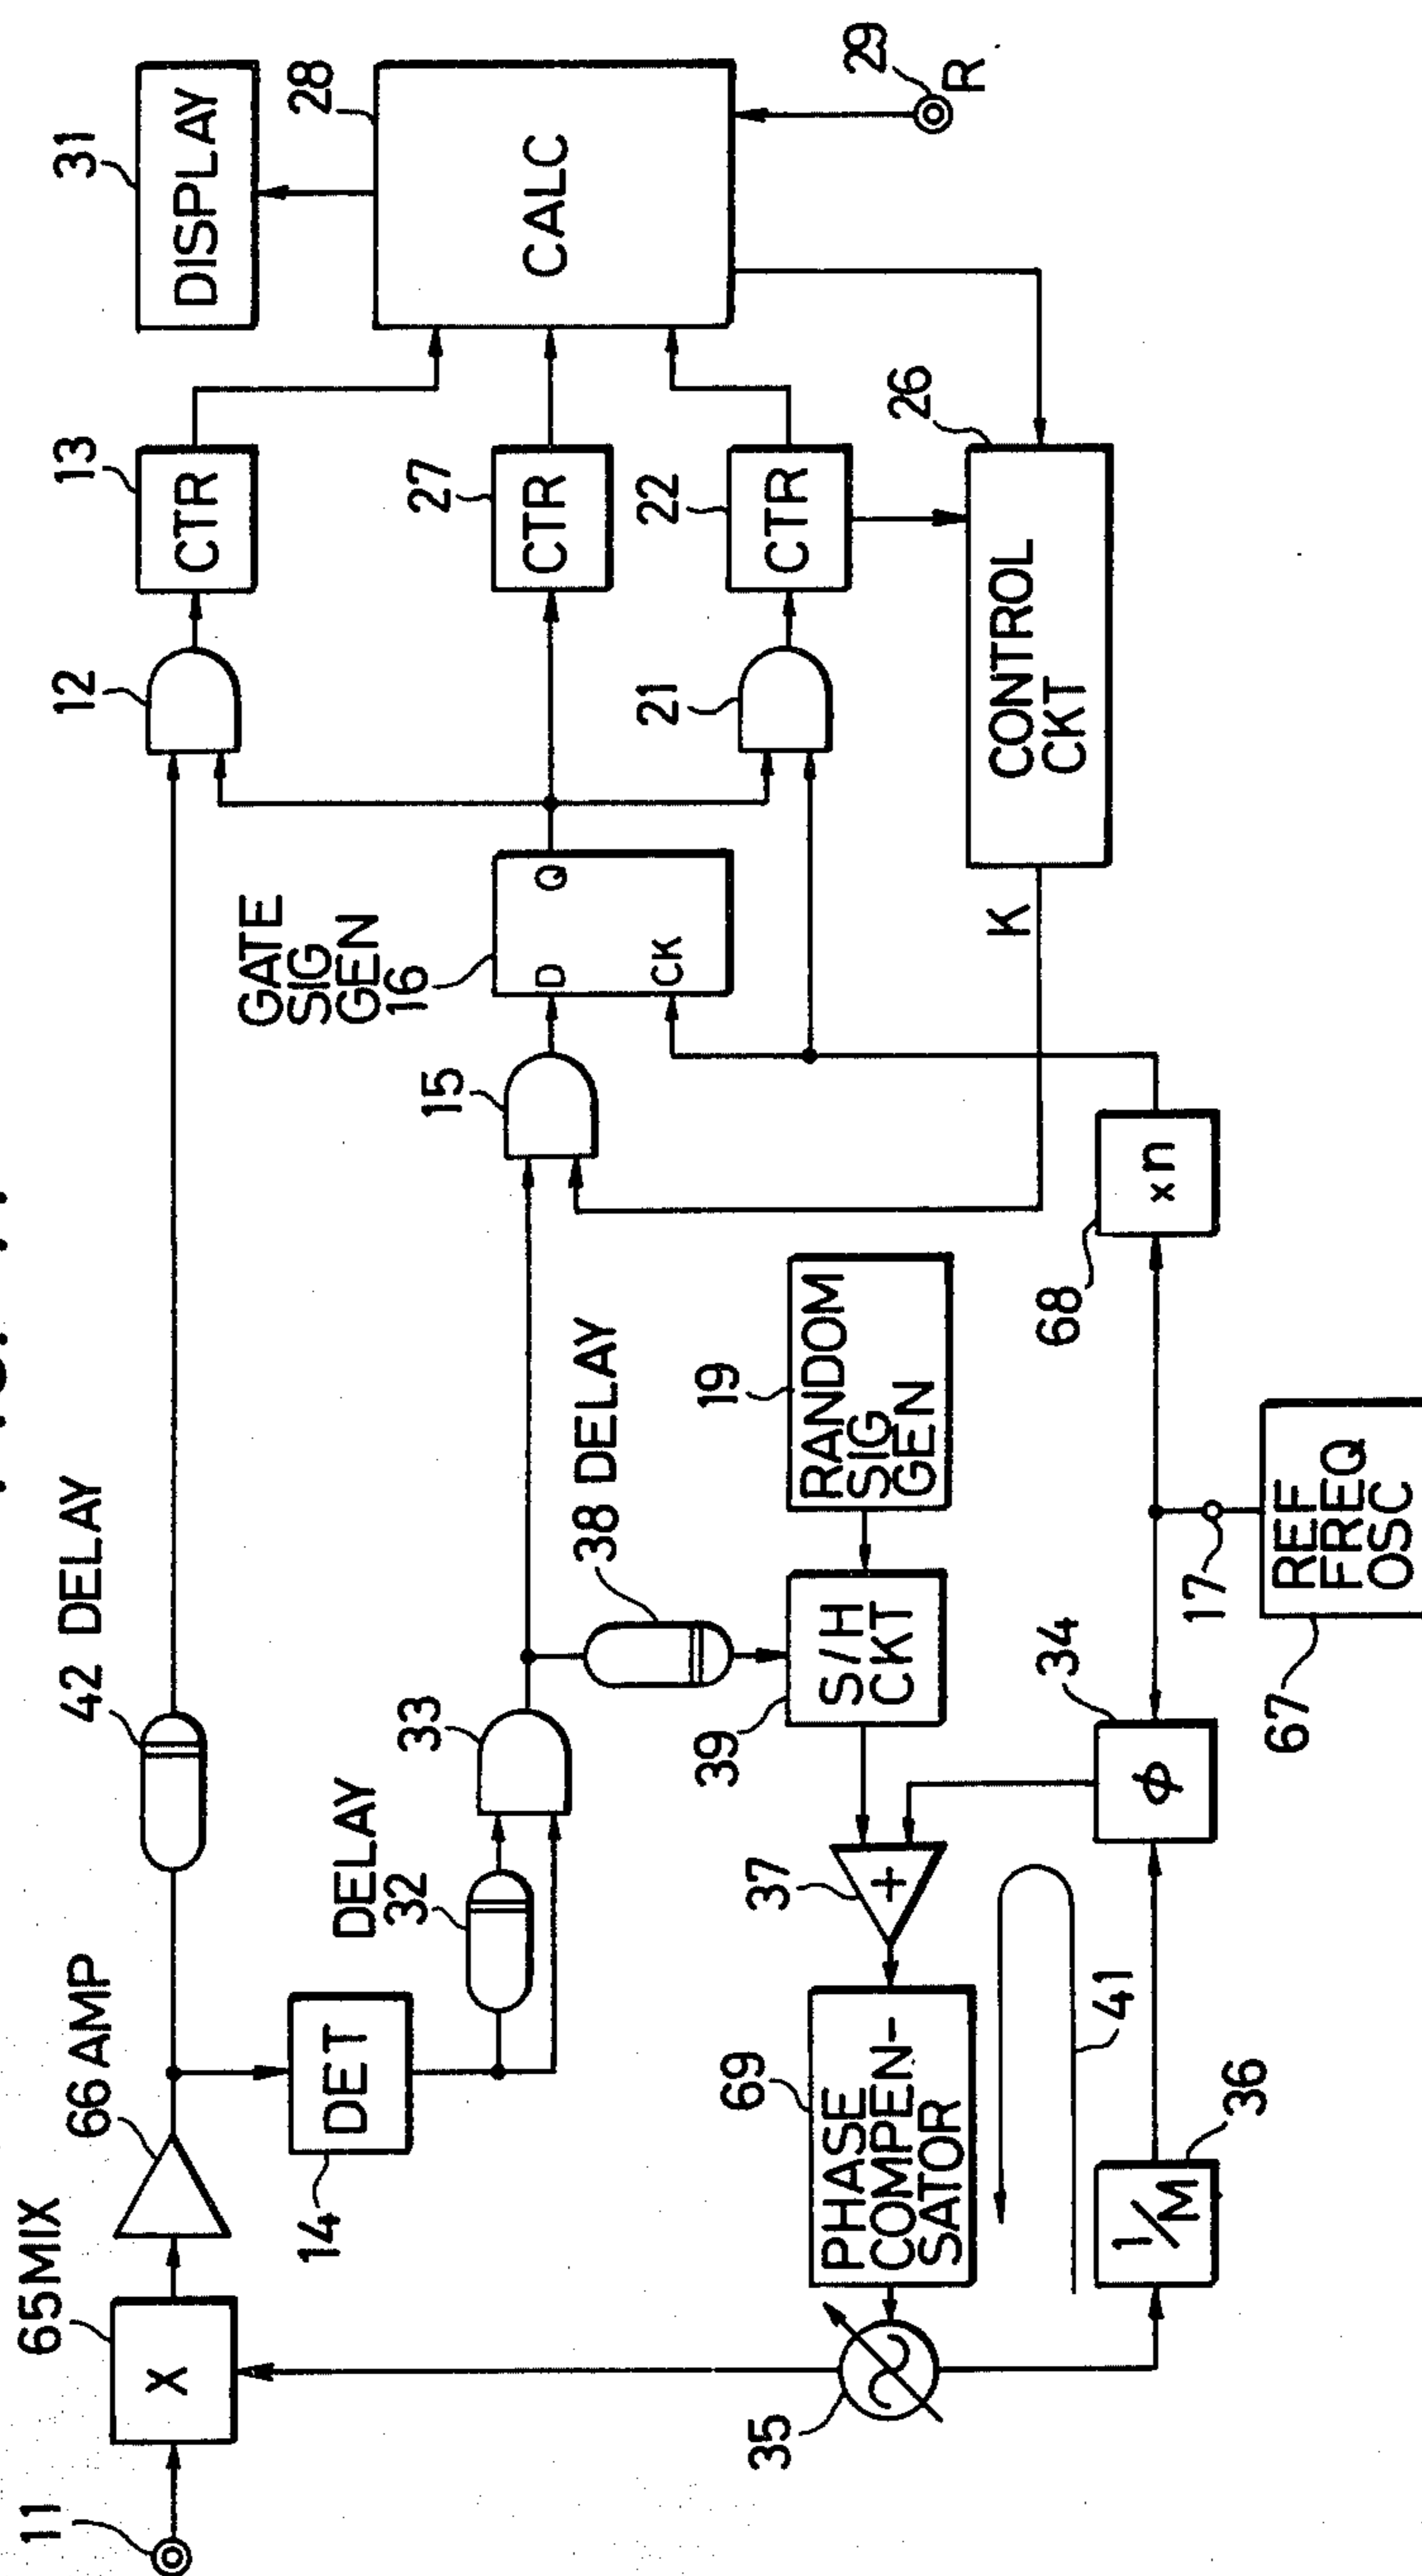 11
65 MIX
X
66 AMP
42 DELAY
12
13
CTR
31
DISPLAY
14
DET
DELAY
32
33
15
GATE
SIG
GEN
16
D
Q
CK
27
CTR
28
CALC
38 DELAY
21
22
CTR
29
R
35
69
PHASE
COMPEN-
SATOR
37
+
39
S/H
CKT
19
RANDOM
SIG
GEN
K
26
CONTROL
CKT
41
36
1/M
34
φ
17
67
REF
FREQ
OSC
68
×n